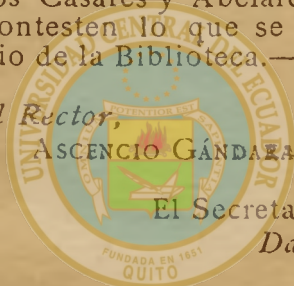 os Casares y Abelar
ontesten lo que se
io de la Biblioteca.—
l Rector,
ASCENCIO GÁNDARA
El Secreta
Da
UNIVERSIDAD CENTRAL DEL ECUADOR
FUNDADA EN 1651
QUITO